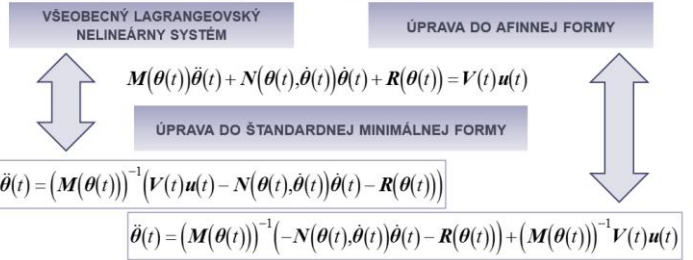 VŠEOBECNÝ LAGRANGEOVSKÝ
NELINEÁRNY SYSTÉM
ÚPRAVA DO AFINNEJ FORMY
M(θ(t))θ̈(t) + N(θ(t),θ̇(t))θ̇(t) + R(θ(t)) = V(t)u(t)
ÚPRAVA DO ŠTANDARDNEJ MINIMÁLNEJ FORMY
θ̈(t) = (M(θ(t)))⁻¹(V(t)u(t) − N(θ(t),θ̇(t))θ̇(t) − R(θ(t)))
θ̈(t) = (M(θ(t)))⁻¹(−N(θ(t),θ̇(t))θ̇(t) − R(θ(t))) + (M(θ(t)))⁻¹V(t)u(t)